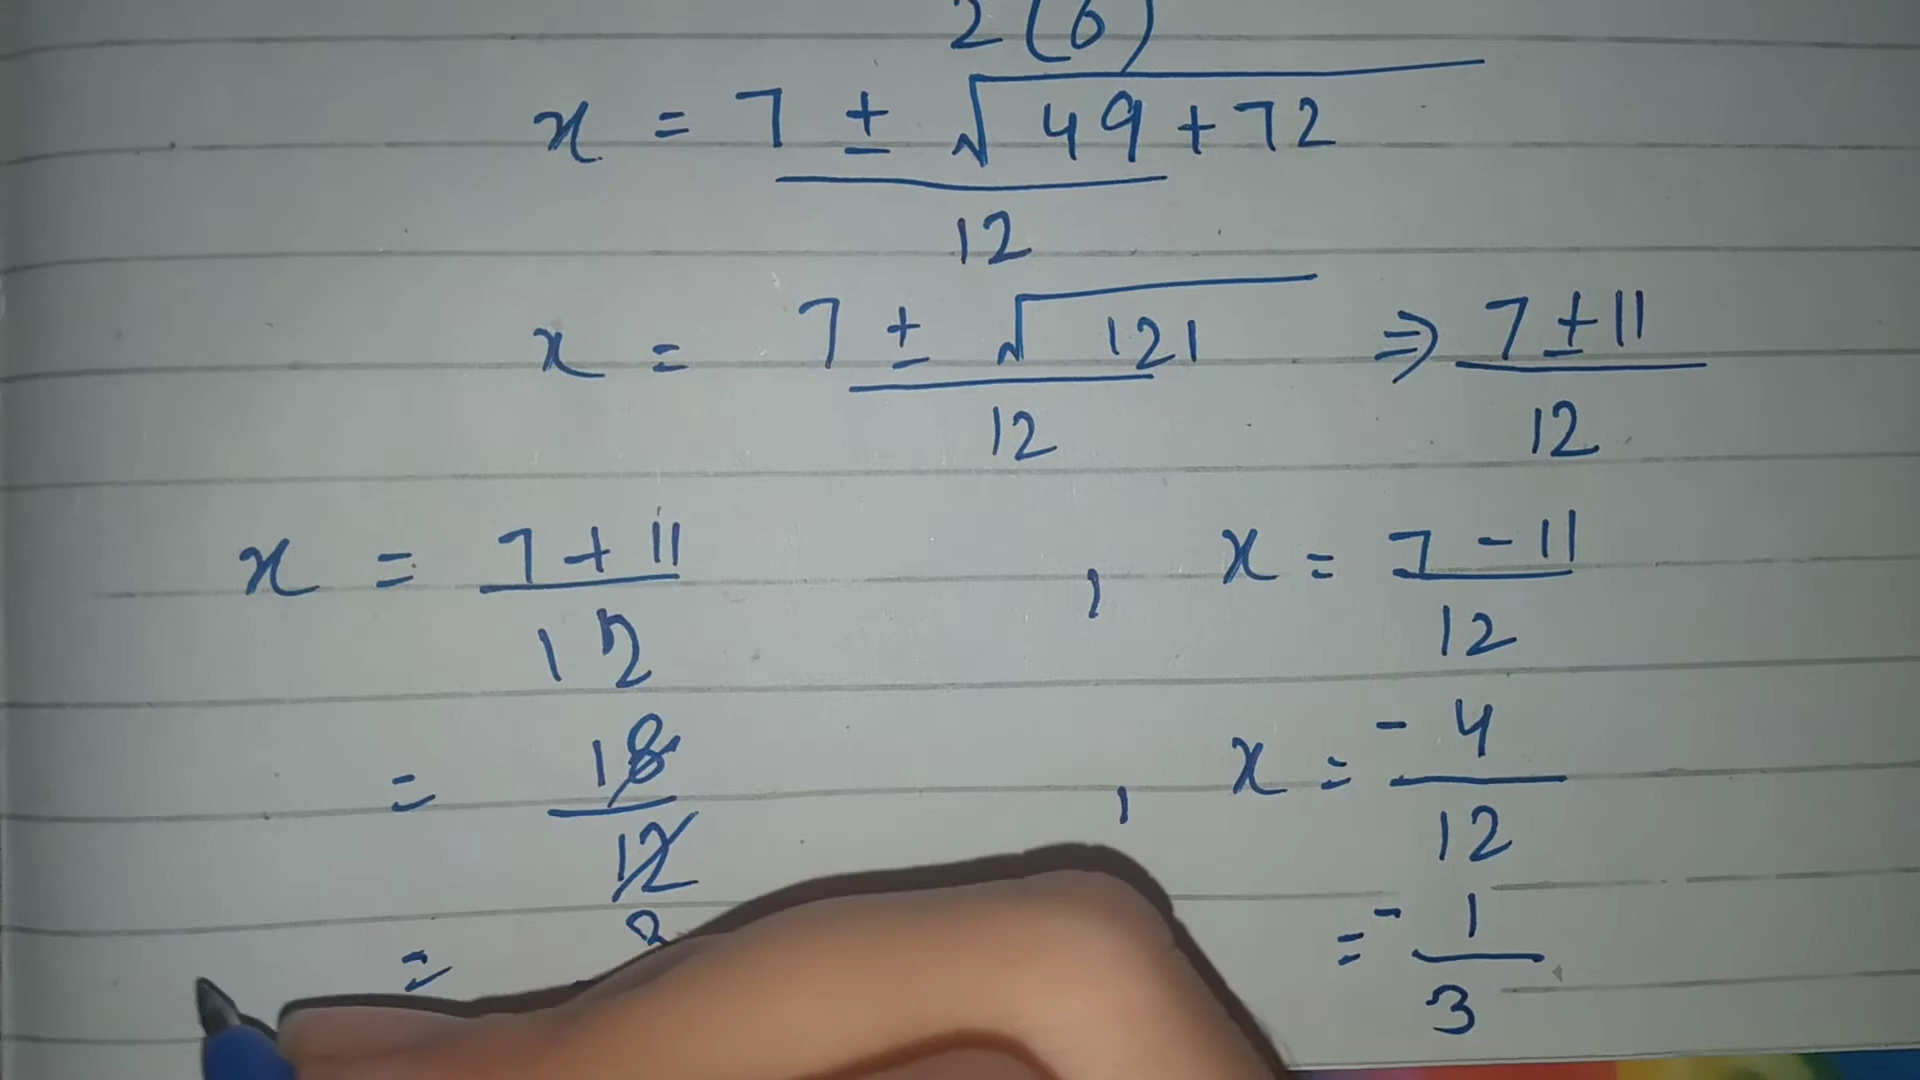 2(6)
x = 7 ± √49 + 72
12
x = 7 ± √121 ⇒ 7 ± 11
12 12
x = 7 + 11 , x = 7 - 11
12 12
= 18 , x = - 4
12 12
= 3 = - 1
3